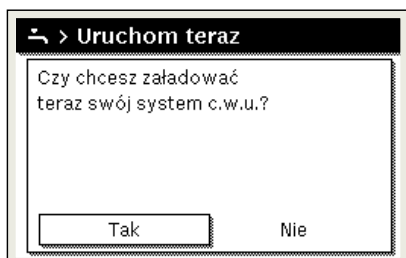 > Uruchom teraz
Czy chcesz załadować
teraz swój system c.w.u.?
Tak Nie